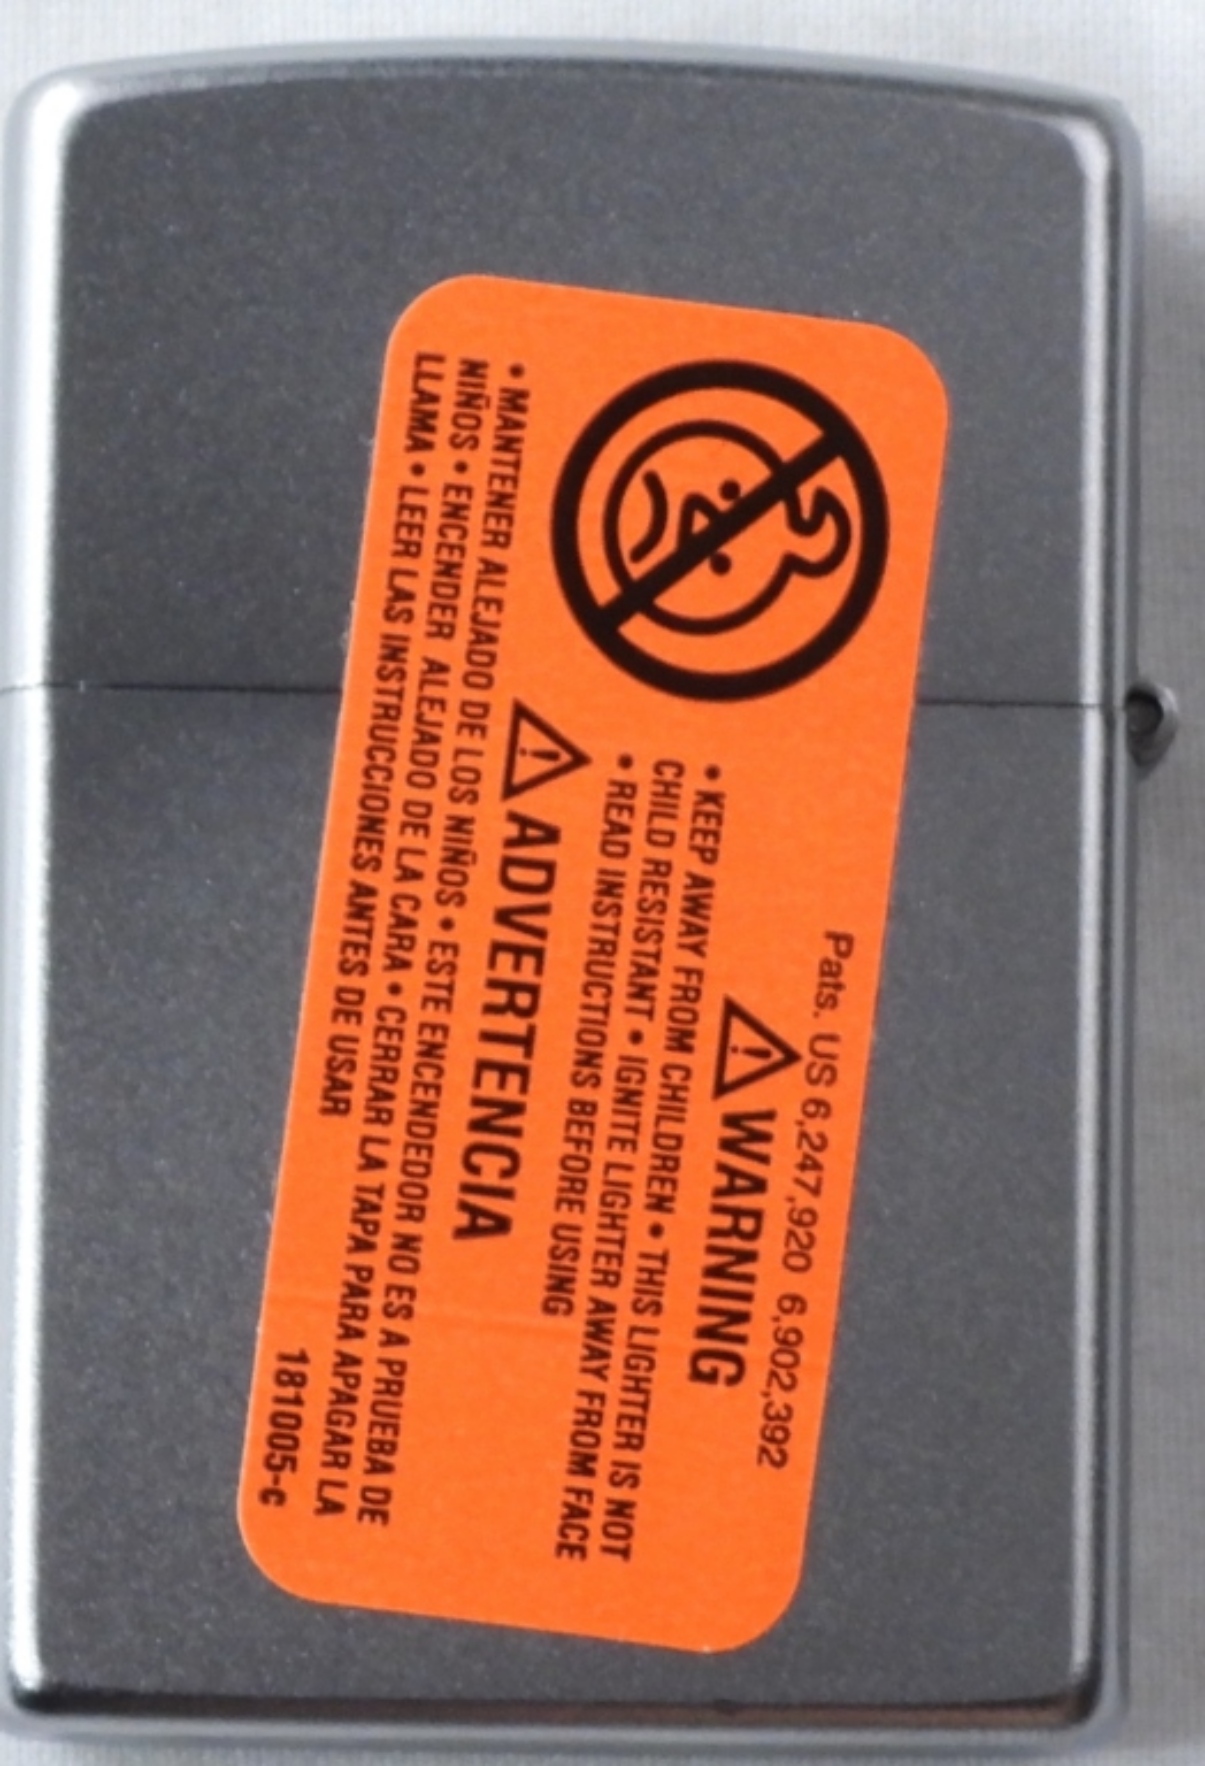 Pats. US 6,247,920 6,902,392
WARNING
• KEEP AWAY FROM CHILDREN • THIS LIGHTER IS NOT
CHILD RESISTANT • IGNITE LIGHTER AWAY FROM FACE
• READ INSTRUCTIONS BEFORE USING
ADVERTENCIA
• MANTENER ALEJADO DE LOS NIÑOS • ESTE ENCENDEDOR NO ES A PRUEBA DE
NIÑOS • ENCENDER ALEJADO DE LA CARA • CERRAR LA TAPA PARA APAGAR LA
LLAMA • LEER LAS INSTRUCCIONES ANTES DE USAR
181005-c